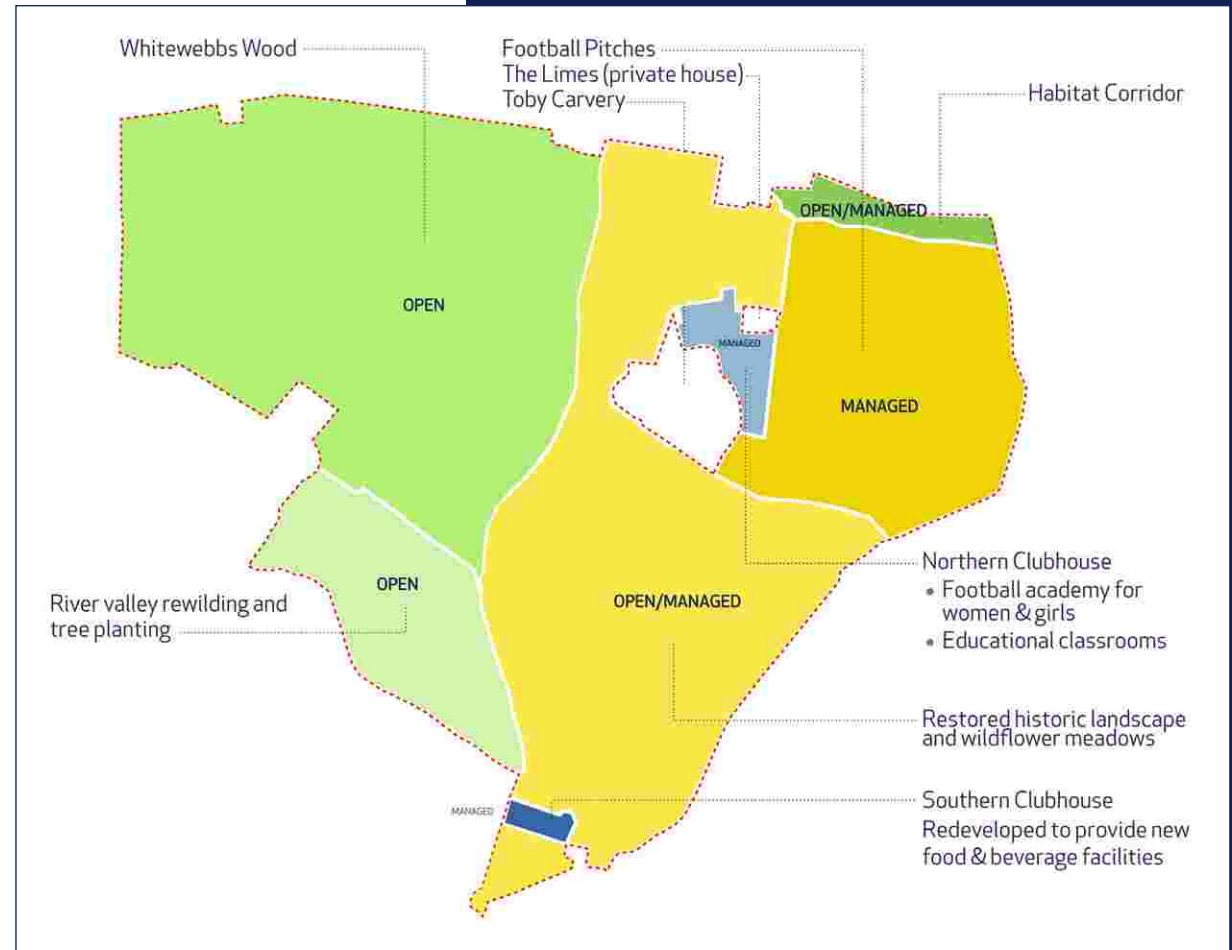 Whitewebbs Wood
Football Pitches
The Limes (private house)
Toby Carvery
Habitat Corridor
OPEN/MANAGED
OPEN
MANAGED
MANAGED
OPEN
OPEN/MANAGED
River valley rewilding and
tree planting
Northern Clubhouse
• Football academy for
women & girls
• Educational classrooms
Restored historic landscape
and wildflower meadows
MANAGED
Southern Clubhouse
Redeveloped to provide new
food & beverage facilities